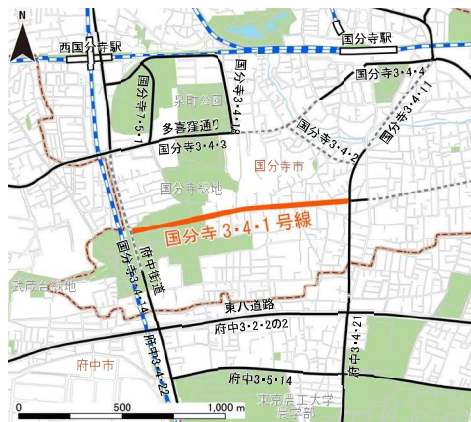 N
西国分寺駅
国分寺駅
国分寺3・4・4
国分寺3・4・11
国分寺3・4・8
国分寺7・5・1
泉町公園
多喜窪通り
国分寺3・4・3
国分寺3・4・2
国分寺市
国分寺緑地
国分寺3・4・1号線
府中街道
国分寺3・4・14
武蔵台緑地
東八道路
府中3・2・2の2
府中3・4・21
府中3・4・22
府中市
府中3・5・14
東京農工大学
農学部
0 500 1,000 m